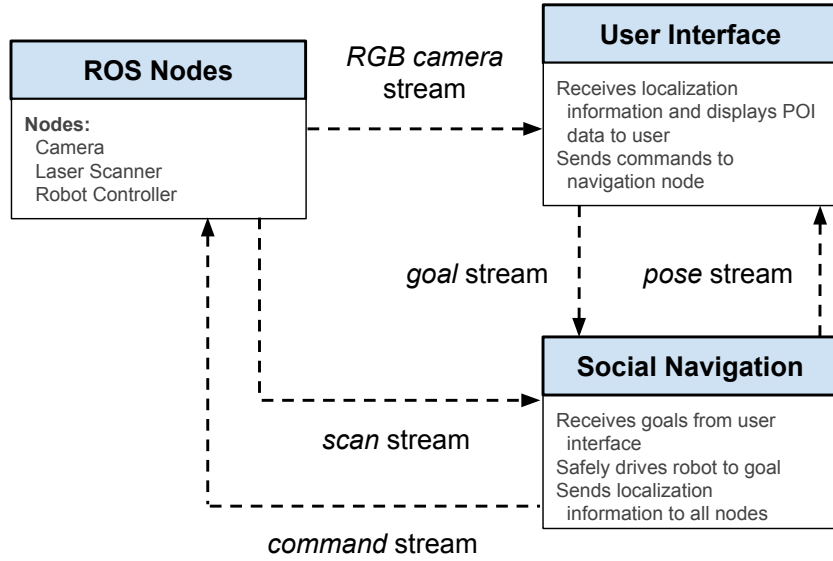 ROS Nodes
Nodes:
Camera
Laser Scanner
Robot Controller
RGB camera
stream
User Interface
Receives localization
information and displays POI
data to user
Sends commands to
navigation node
goal stream
pose stream
Social Navigation
Receives goals from user
interface
Safely drives robot to goal
Sends localization
information to all nodes
scan stream
command stream